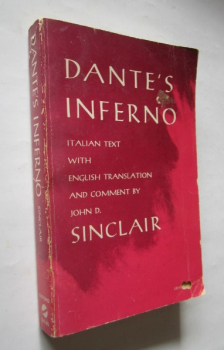 DANTE'S
INFERNO
ITALIAN TEXT
WITH
ENGLISH TRANSLATION
AND COMMENT BY
JOHN D.
SINCLAIR
DANTE'S INFERNO
SINCLAIR